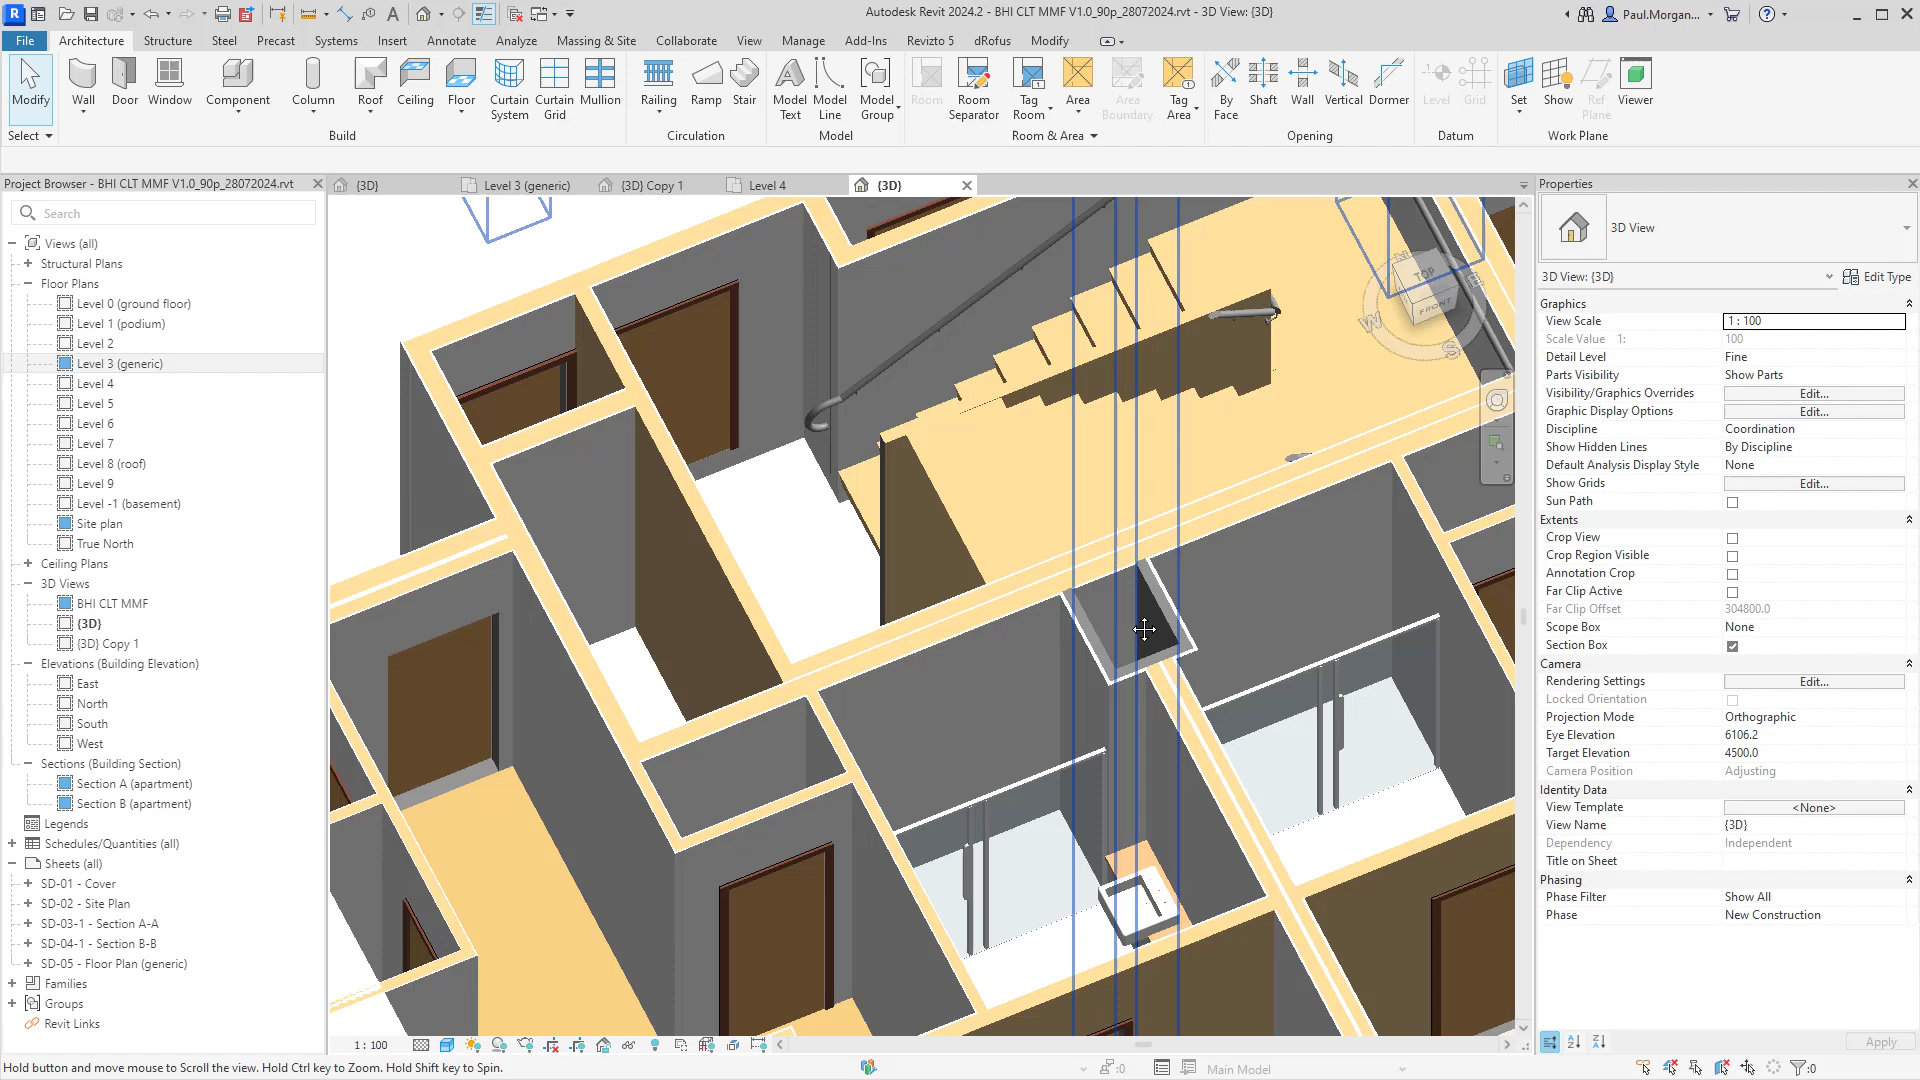 Autodesk Revit 2024.2 - BHI CLT MMF V1.0_90p_28072024.rvt - 3D View: {3D}
Paul.Morgan...
File Architecture Structure Steel Precast Systems Insert Annotate Analyze Massing & Site Collaborate View Manage Add-Ins Revizto 5 dRofus Modify
Modify Wall Door Window Component Column Roof Ceiling Floor Curtain System Curtain Grid Mullion Railing Ramp Stair Model Text Model Line Model Group Room Room Separator Tag Room Area Area Boundary Tag Area By Face Shaft Wall Vertical Dormer Level Grid Set Show Ref Plane Viewer
Select Build Circulation Model Room & Area Opening Datum Work Plane
Project Browser - BHI CLT MMF V1.0_90p_28072024.rvt
Search
Views (all)
Structural Plans
Floor Plans
Level 0 (ground floor)
Level 1 (podium)
Level 2
Level 3 (generic)
Level 4
Level 5
Level 6
Level 7
Level 8 (roof)
Level 9
Level -1 (basement)
Site plan
True North
Ceiling Plans
3D Views
BHI CLT MMF
{3D}
{3D} Copy 1
Elevations (Building Elevation)
East
North
South
West
Sections (Building Section)
Section A (apartment)
Section B (apartment)
Legends
Schedules/Quantities (all)
Sheets (all)
SD-01 - Cover
SD-02 - Site Plan
SD-03-1 - Section A-A
SD-04-1 - Section B-B
SD-05 - Floor Plan (generic)
Families
Groups
Revit Links
{3D} Level 3 (generic) {3D} Copy 1 Level 4 {3D}
TOP
FRONT
W
S
1 : 100
Properties
3D View
3D View: {3D} Edit Type
Graphics
View Scale 1 : 100
Scale Value 1: 100
Detail Level Fine
Parts Visibility Show Parts
Visibility/Graphics Overrides Edit...
Graphic Display Options Edit...
Discipline Coordination
Show Hidden Lines By Discipline
Default Analysis Display Style None
Show Grids Edit...
Sun Path
Extents
Crop View
Crop Region Visible
Annotation Crop
Far Clip Active
Far Clip Offset 304800.0
Scope Box None
Section Box
Camera
Rendering Settings Edit...
Locked Orientation
Projection Mode Orthographic
Eye Elevation 6106.2
Target Elevation 4500.0
Camera Position Adjusting
Identity Data
View Template <None>
View Name {3D}
Dependency Independent
Title on Sheet
Phasing
Phase Filter Show All
Phase New Construction
Apply
Hold button and move mouse to Scroll the view. Hold Ctrl key to Zoom. Hold Shift key to Spin.
:0
Main Model
:0